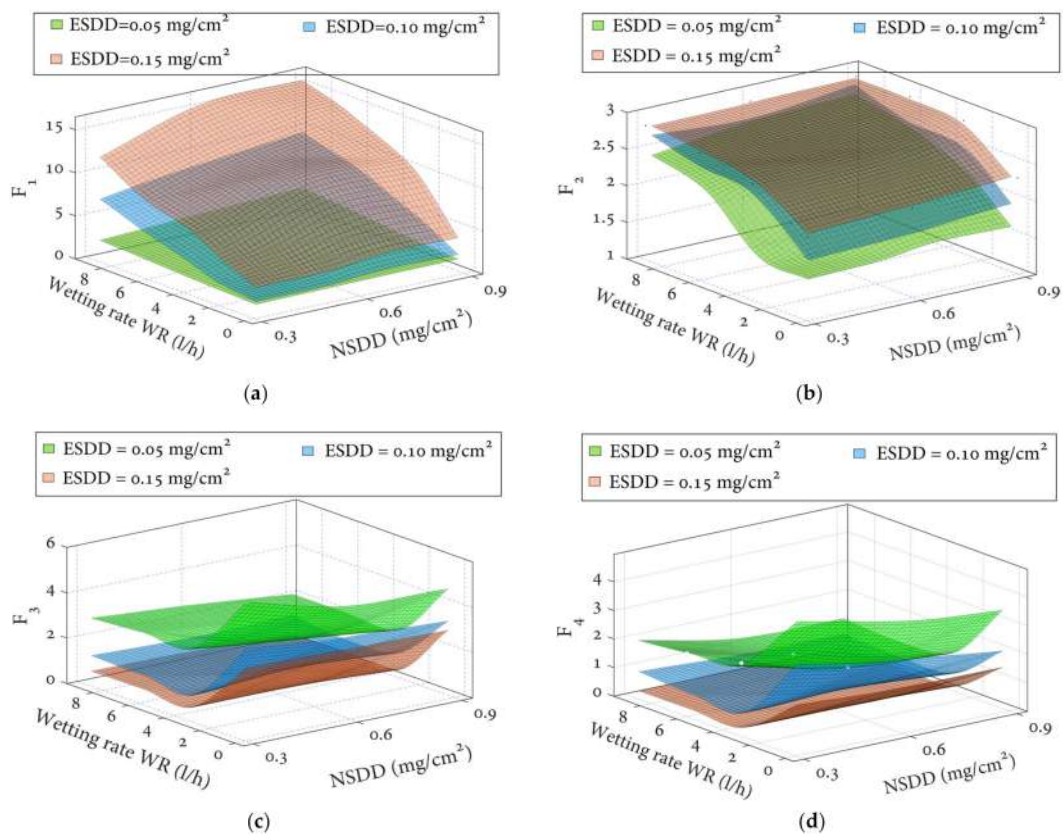 ESDD=0.05 mg/cm² ESDD=0.10 mg/cm²
ESDD=0.15 mg/cm²
15
10
5
0
F₁
8
6
4
2
0
Wetting rate WR (l/h)
0.3
0.6
0.9
NSDD (mg/cm²)
(a)
ESDD = 0.05 mg/cm² ESDD = 0.10 mg/cm²
ESDD = 0.15 mg/cm²
3
2.5
2
1.5
1
F₂
8
6
4
2
0
Wetting rate WR (l/h)
0.3
0.6
0.9
NSDD (mg/cm²)
(b)
ESDD = 0.05 mg/cm² ESDD = 0.10 mg/cm²
ESDD = 0.15 mg/cm²
6
4
2
0
F₃
8
6
4
2
0
Wetting rate WR (l/h)
0.3
0.6
0.9
NSDD (mg/cm²)
(c)
ESDD = 0.05 mg/cm² ESDD = 0.10 mg/cm²
ESDD = 0.15 mg/cm²
4
3
2
1
0
F₄
8
6
4
2
0
Wetting rate WR (l/h)
0.3
0.6
0.9
NSDD (mg/cm²)
(d)